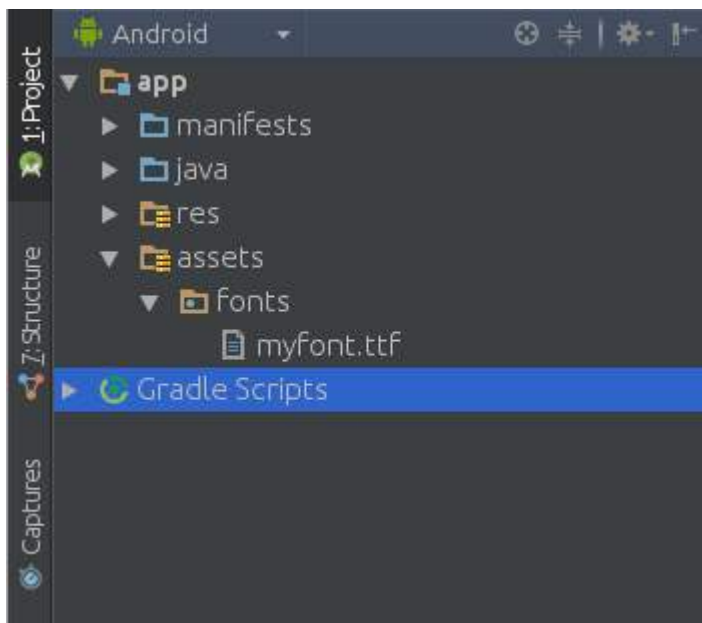 Android
app
manifests
java
res
assets
fonts
myfont.ttf
Gradle Scripts
1: Project
7: Structure
Captures